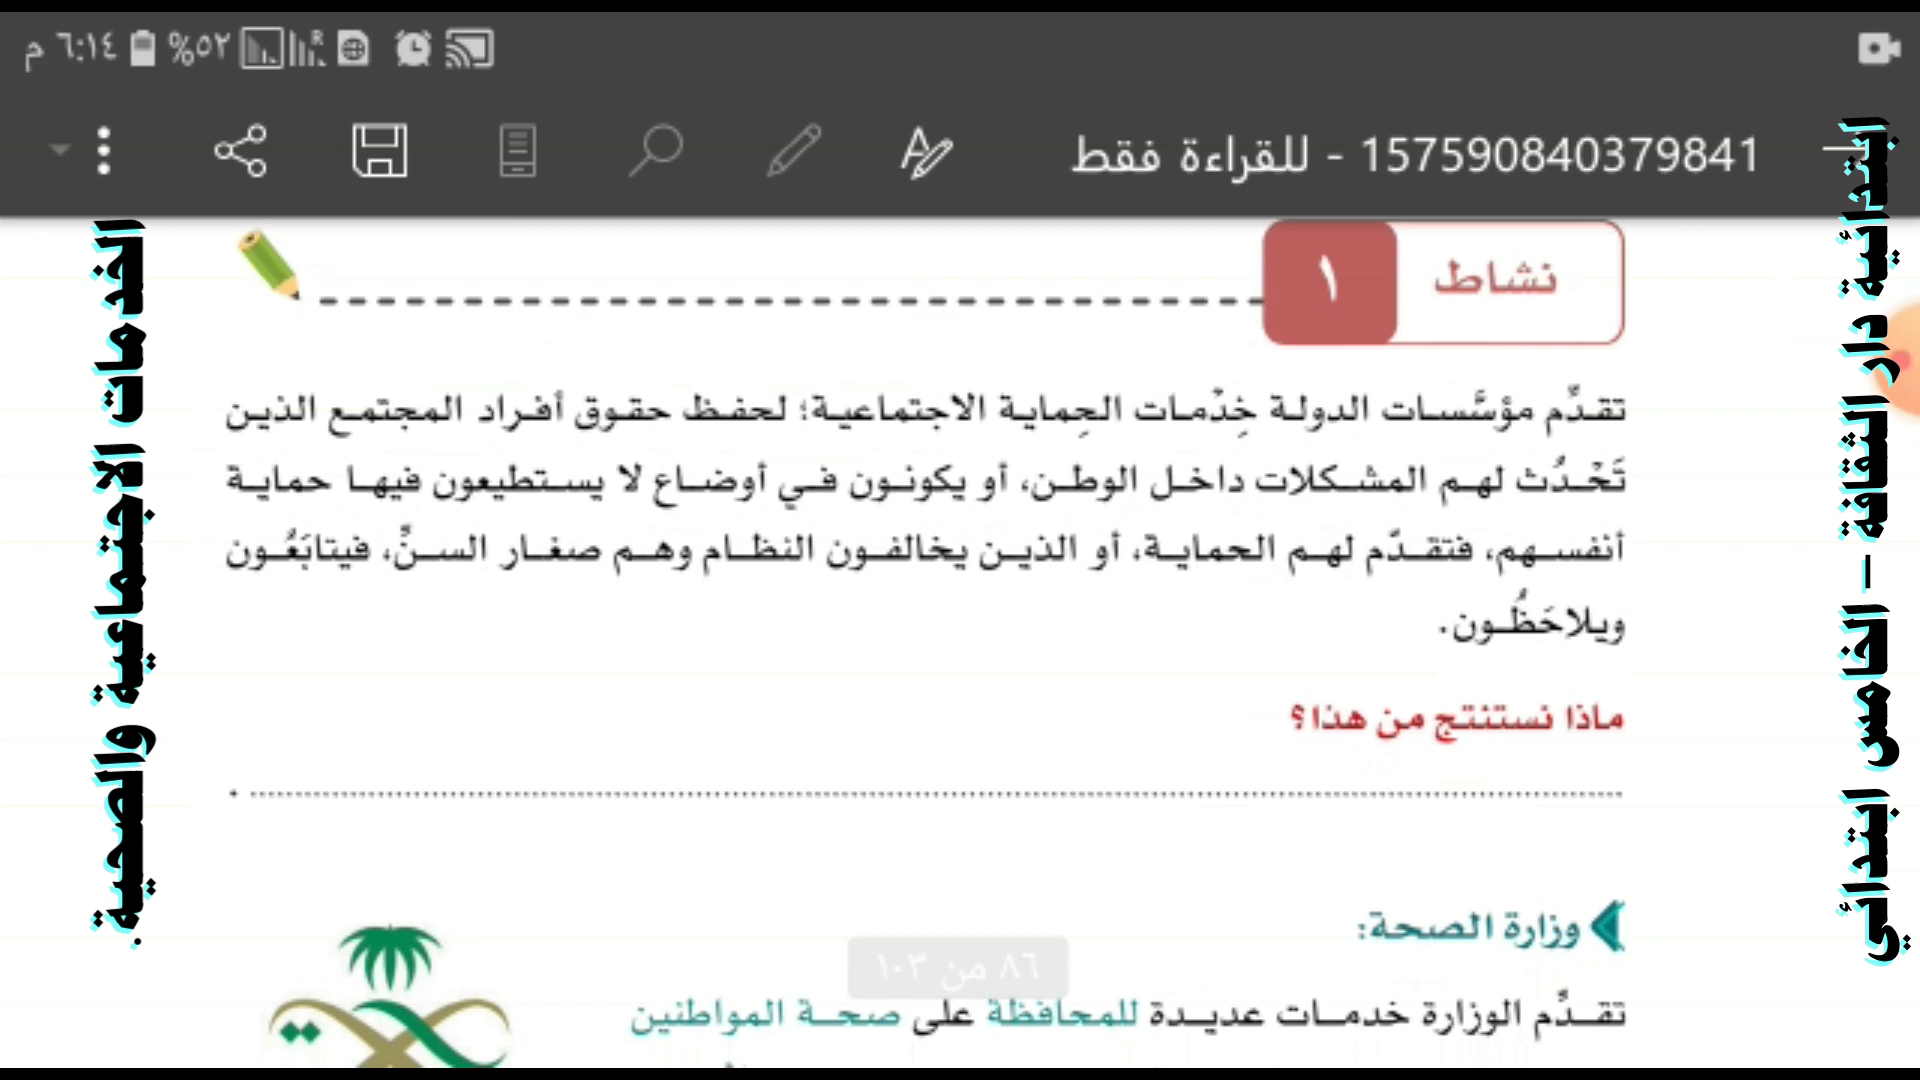 ٦:١٤ م
%٥٢
1575908403​79841 - للقراءة فقط
ابتدائية دار الثقافة – الخامس ابتدائي
الخدمات الاجتماعية والصحية.
نشاط ١
تقدِّم مؤسَّسات الدولة خِدْمات الحِماية الاجتماعية؛ لحفظ حقوق أفراد المجتمع الذين
تَحْدُث لهم المشكلات داخل الوطن، أو يكونون في أوضاع لا يستطيعون فيها حماية
أنفسهم، فتقدّم لهم الحماية، أو الذين يخالفون النظام وهم صغار السنِّ، فيتابَعُون
ويلاحَظُون.
ماذا نستنتج من هذا؟
وزارة الصحة:
٨٦ من ١٠٣
تقدِّم الوزارة خدمات عديدة للمحافظة على صحة المواطنين